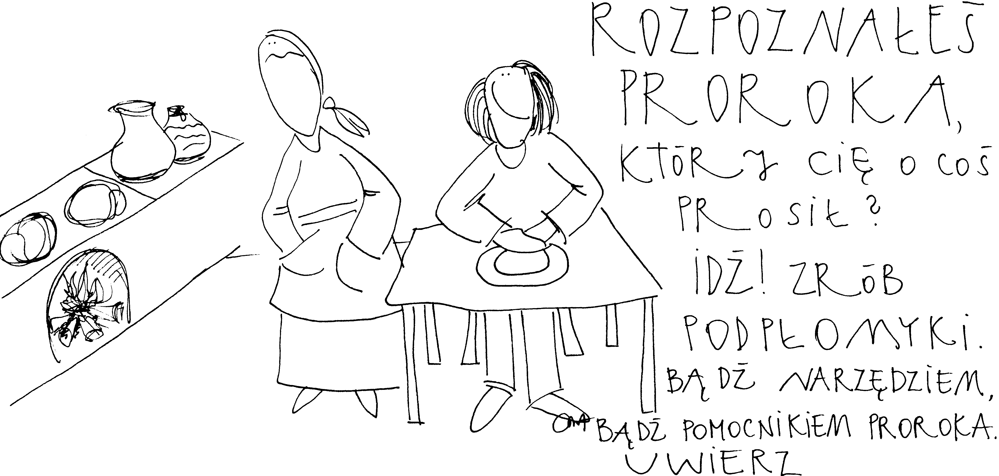 ROZPOZNAŁEŚ
PROROKA,
KTÓRY CIĘ O COŚ
PROSIŁ?
IDŹ! ZRÓB
PODPŁOMYKI.
BĄDŹ NARZĘDZIEM,
BĄDŹ POMOCNIKIEM PROROKA.
UWIERZ